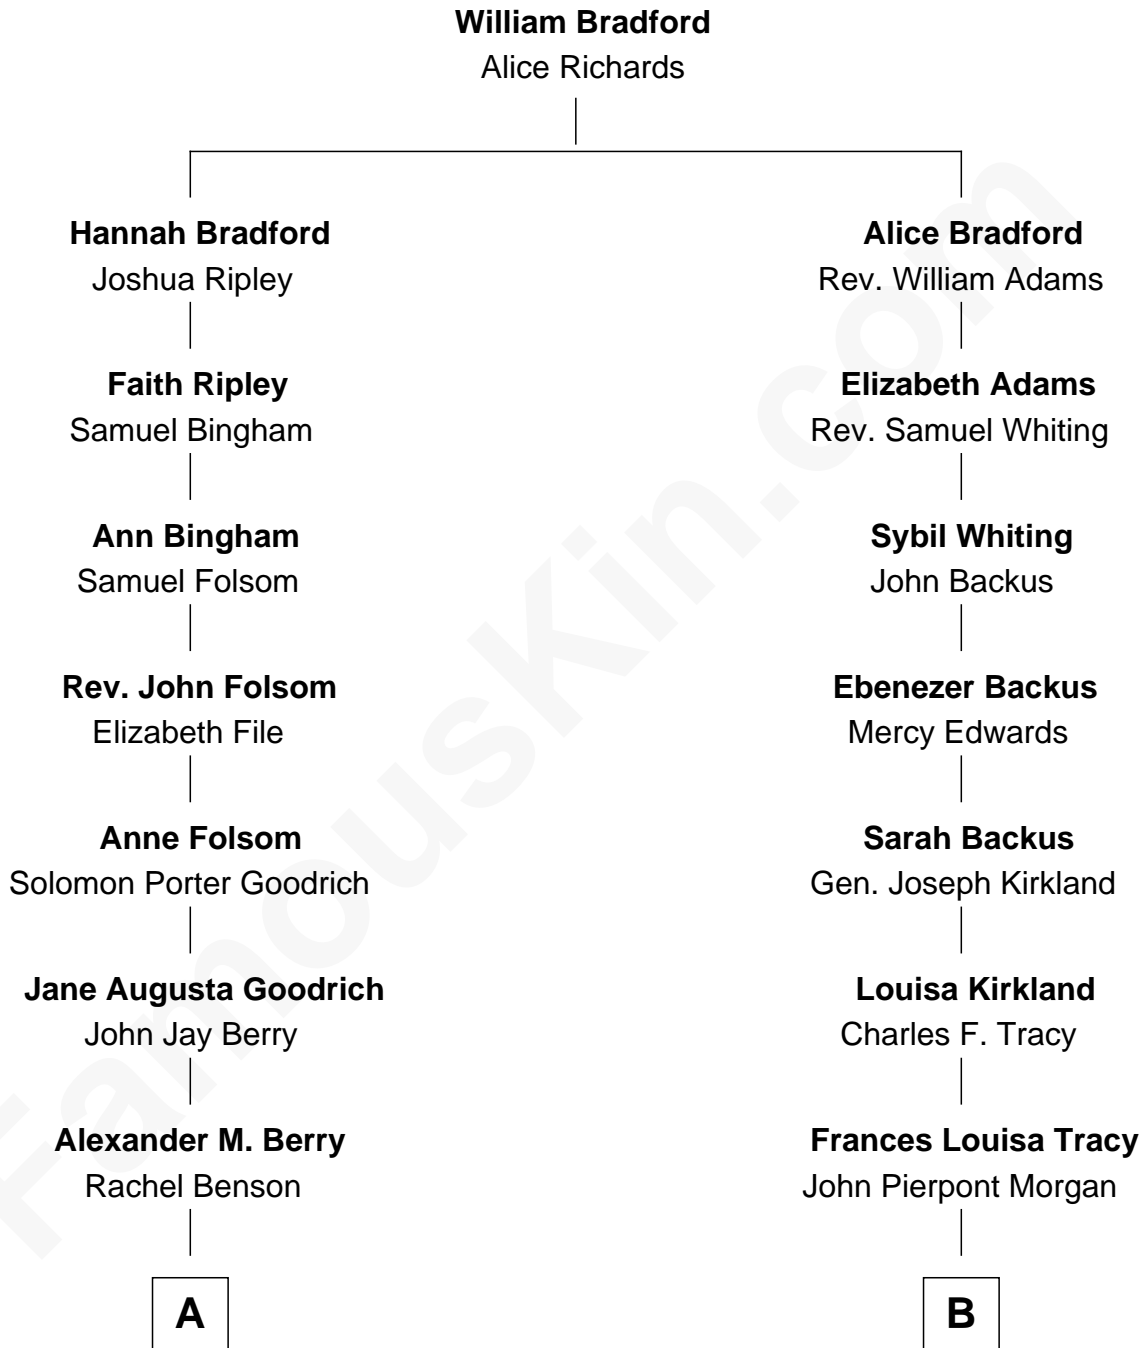 William Bradford
Alice Richards
Hannah Bradford
Joshua Ripley
Alice Bradford
Rev. William Adams
Faith Ripley
Samuel Bingham
Elizabeth Adams
Rev. Samuel Whiting
Ann Bingham
Samuel Folsom
Sybil Whiting
John Backus
Rev. John Folsom
Elizabeth File
Ebenezer Backus
Mercy Edwards
Anne Folsom
Solomon Porter Goodrich
Sarah Backus
Gen. Joseph Kirkland
Jane Augusta Goodrich
John Jay Berry
Louisa Kirkland
Charles F. Tracy
Alexander M. Berry
Rachel Benson
Frances Louisa Tracy
John Pierpont Morgan
A
B
FamousKin.com